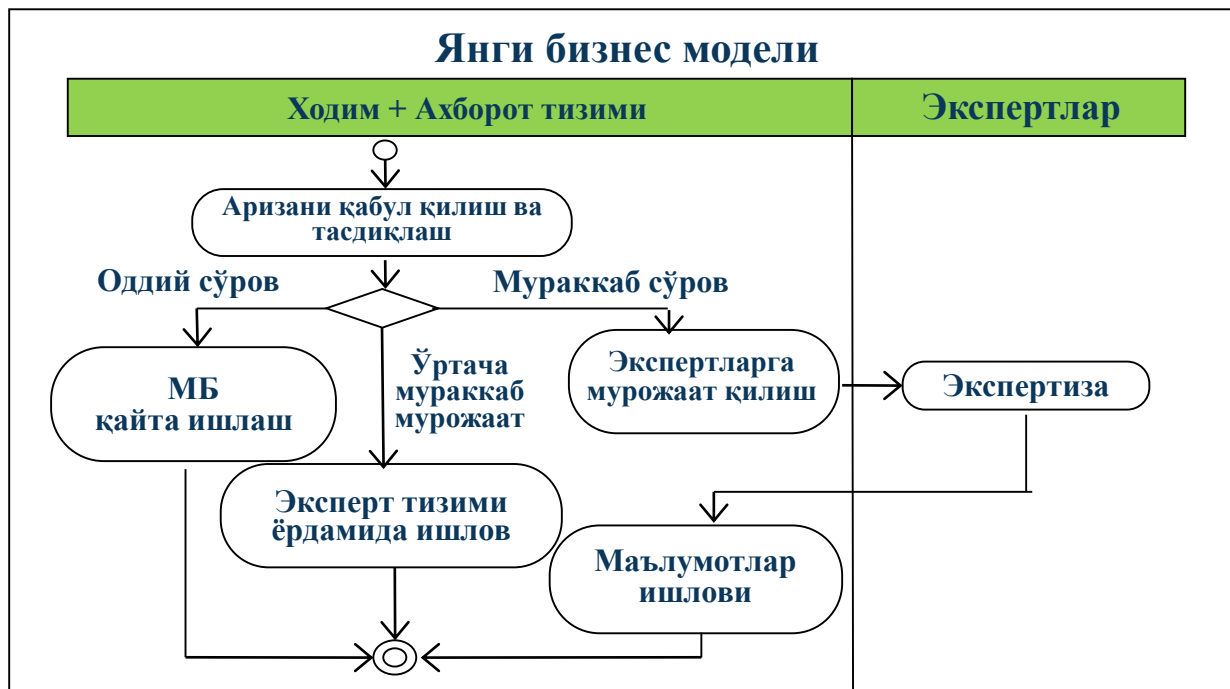 Янги бизнес модели
Ходим + Ахборот тизими
Экспертлар
Аризани қабул қилиш ва
тасдиқлаш
Оддий сўров
Мураккаб сўров
МБ
қайта ишлаш
Ўртача
мураккаб
мурожаат
Экспертларга
мурожаат қилиш
Экспертиза
Эксперт тизими
ёрдамида ишлов
Маълумотлар
ишлови